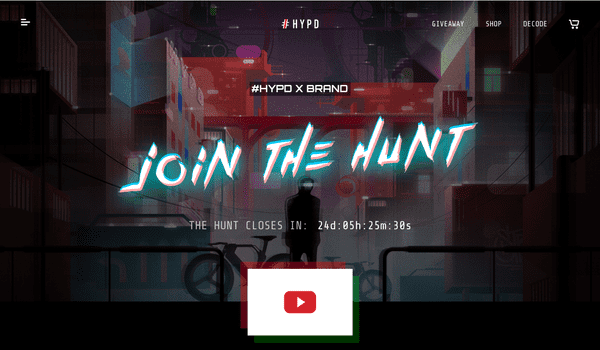 #HYPD
GIVEAWAY SHOP DECODE
#HYPD X BRAND
JOIN THE HUNT
THE HUNT CLOSES IN: 24d:05h:25m:30s